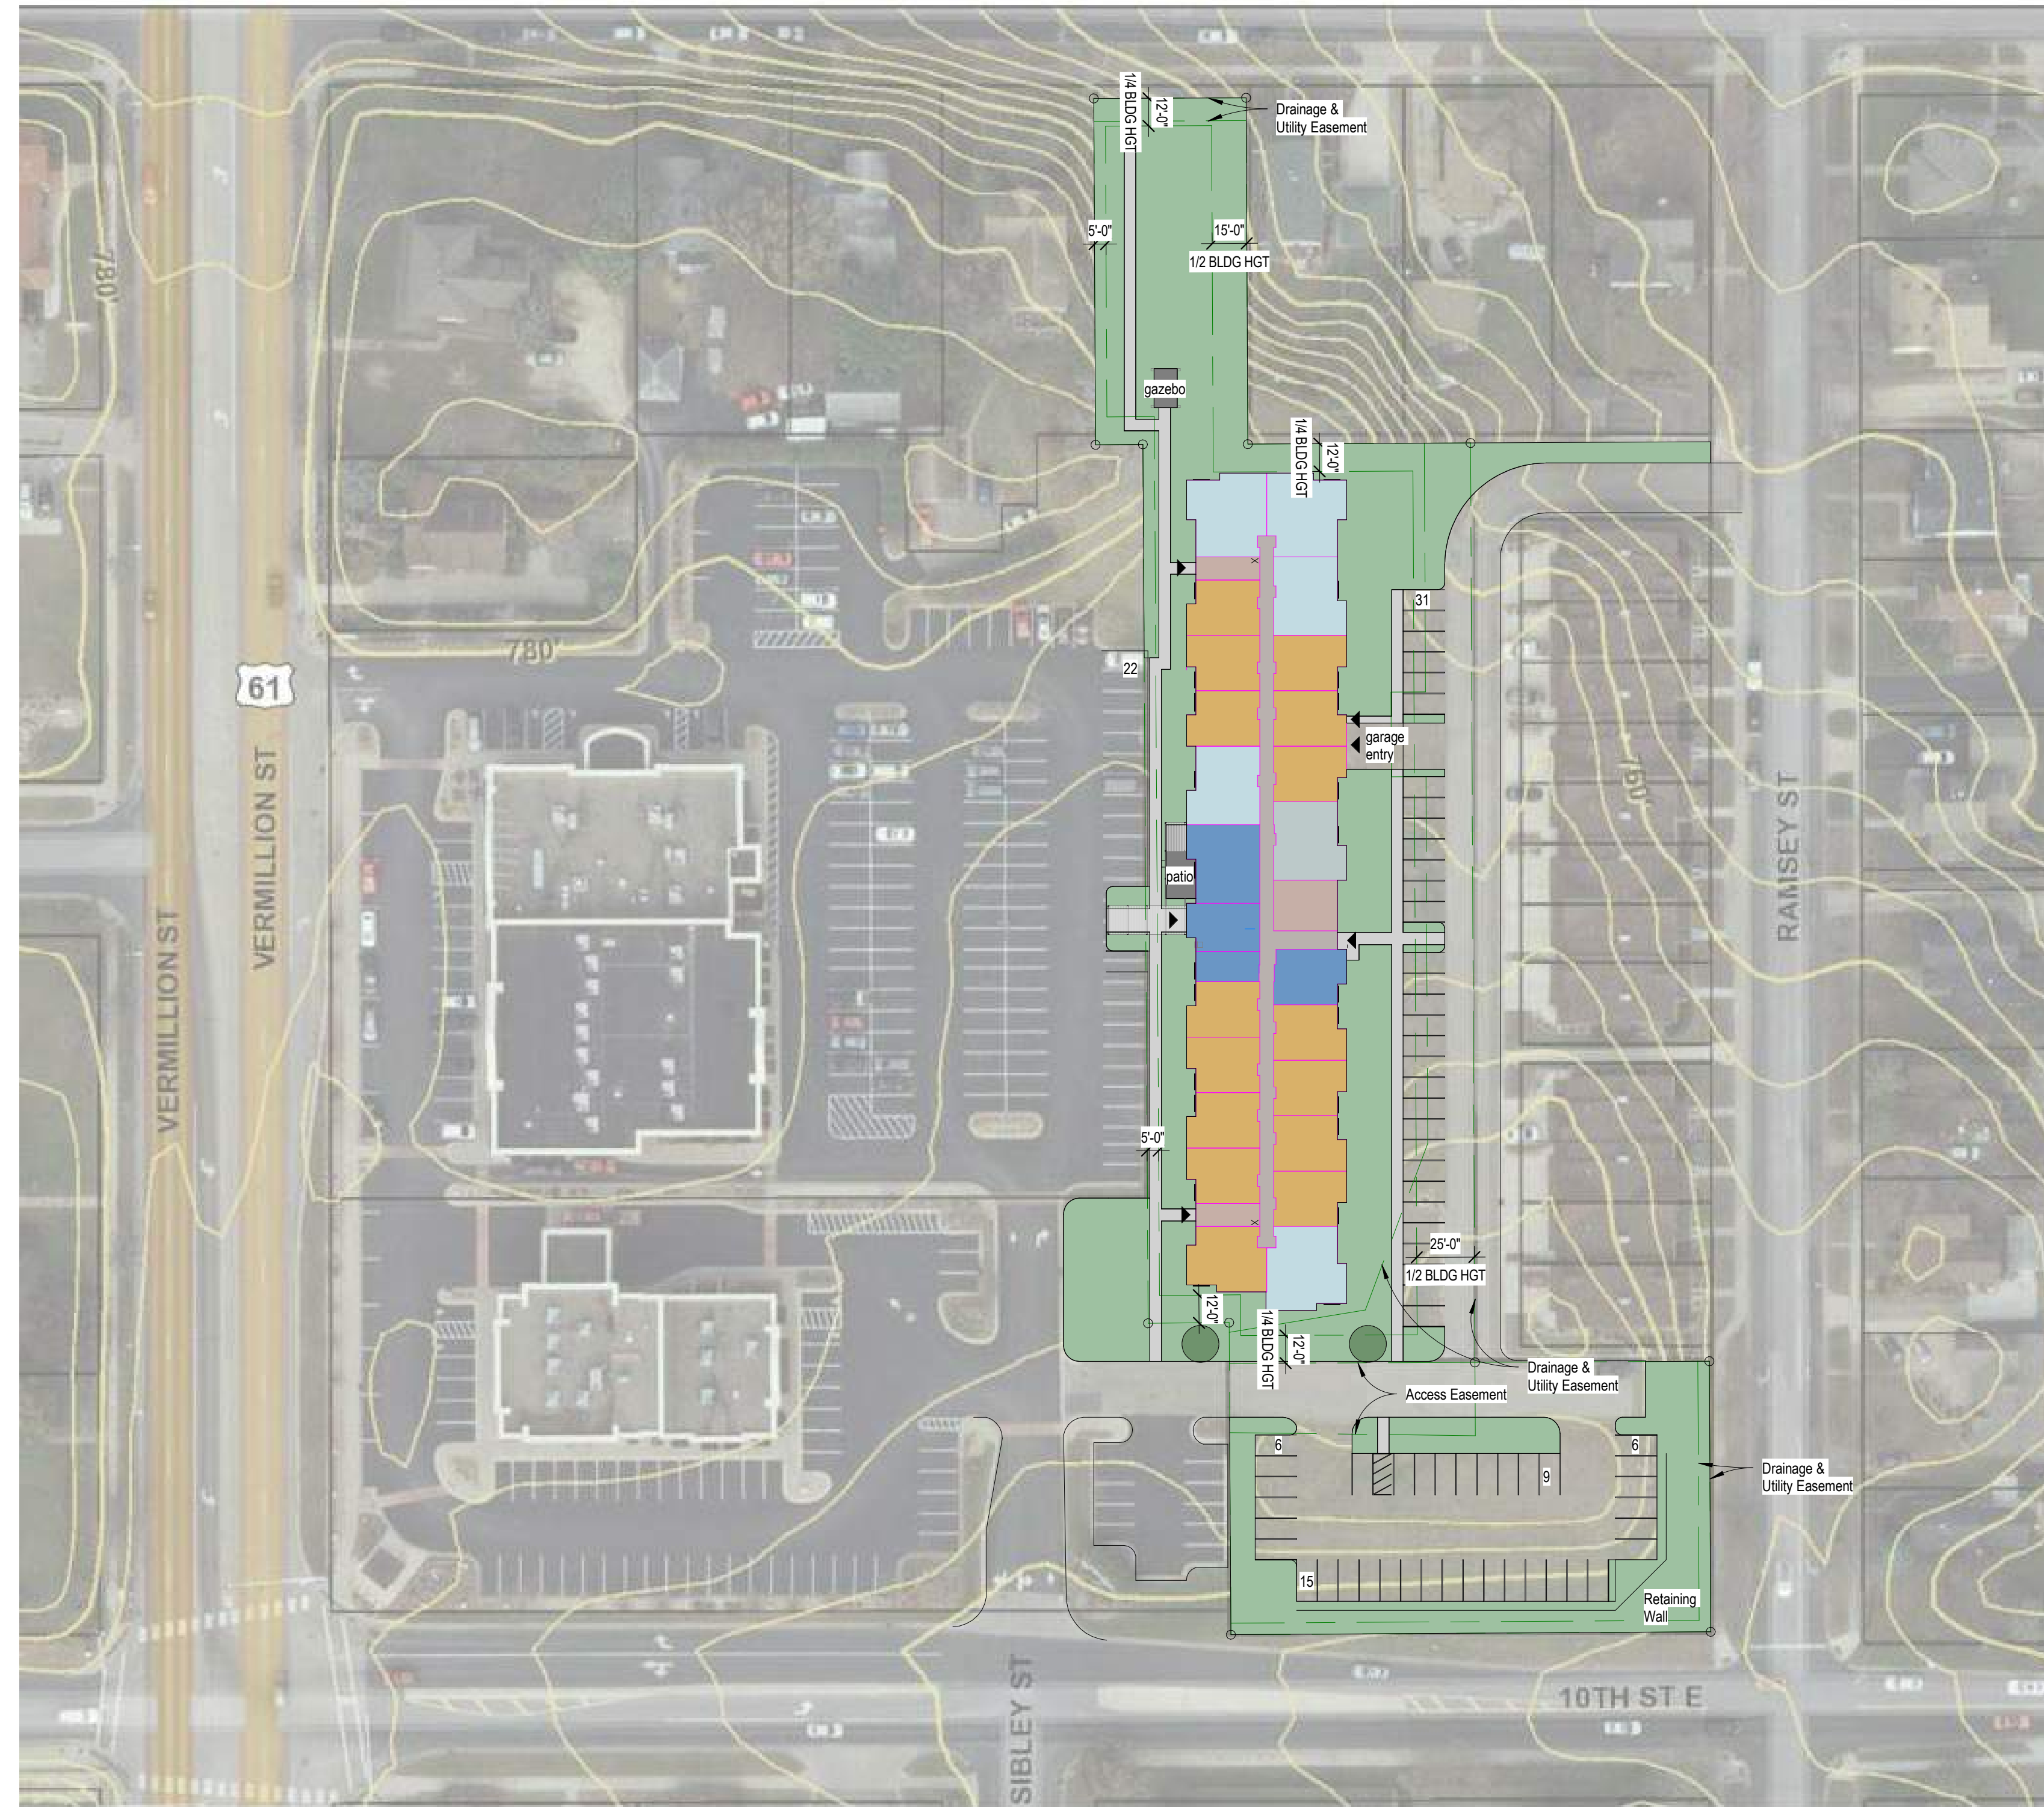 1/4 BLDG HGT
12'-0"
Drainage &
Utility Easement
5'-0"
15'-0"
1/2 BLDG HGT
780'
gazebo
1/4 BLDG HGT
12'-0"
31
780'
22
61
garage
entry
760'
VERMILLION ST
RAMSEY ST
patio
VERMILLION ST
5'-0"
25'-0"
1/2 BLDG HGT
12'-0"
1/4 BLDG HGT
12'-0"
Drainage &
Utility Easement
Access Easement
6
6
9
Drainage &
Utility Easement
15
Retaining
Wall
10TH ST E
SIBLEY ST